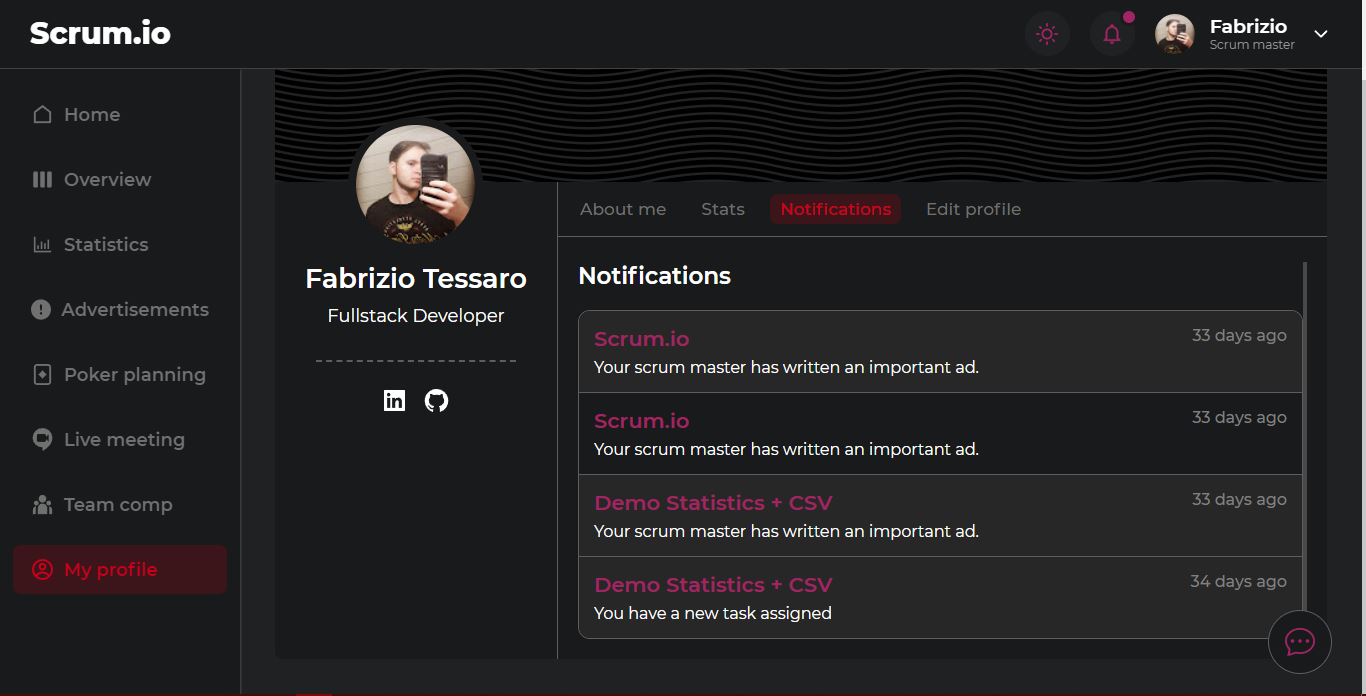 Scrum.io
Fabrizio
Scrum master
Home
Overview
Statistics
Advertisements
Poker planning
Live meeting
Team comp
My profile
Fabrizio Tessaro
Fullstack Developer
About me Stats Notifications Edit profile
Notifications
Scrum.io 33 days ago
Your scrum master has written an important ad.
Scrum.io 33 days ago
Your scrum master has written an important ad.
Demo Statistics + CSV 33 days ago
Your scrum master has written an important ad.
Demo Statistics + CSV 34 days ago
You have a new task assigned